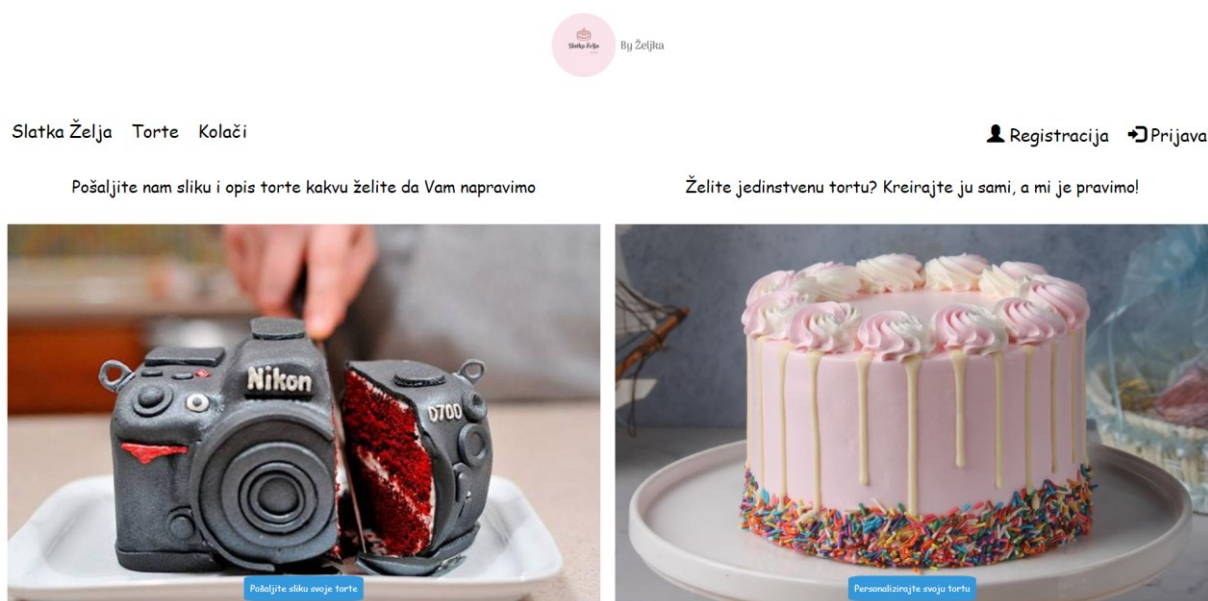 Slatka Želja
By Željka
Slatka Želja Torte Kolači
Registracija Prijava
Pošaljite nam sliku i opis torte kakvu želite da Vam napravimo
Želite jedinstvenu tortu? Kreirajte ju sami, a mi je pravimo!
Nikon
D700
Pošaljite sliku svoje torte
Personalizirajte svoju tortu